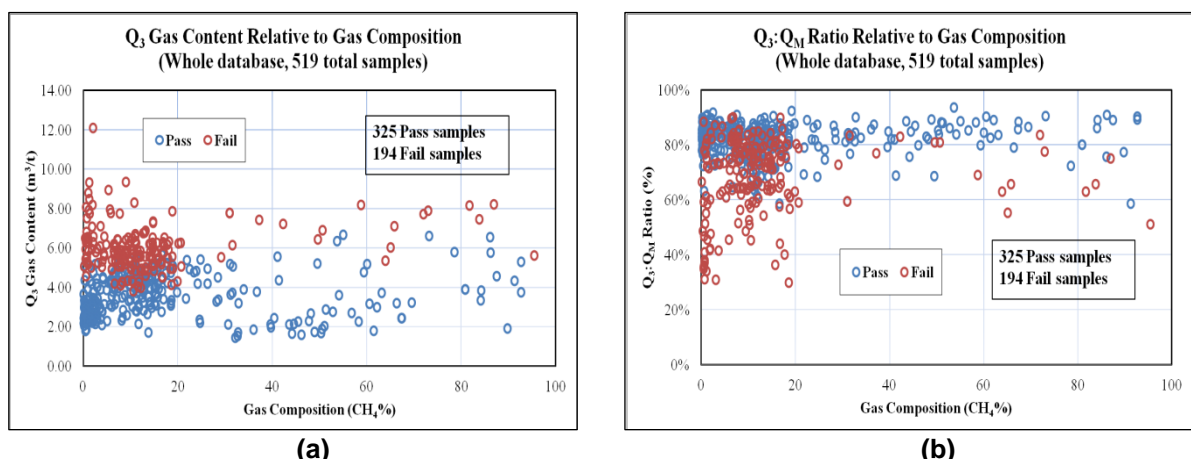 Q₃ Gas Content Relative to Gas Composition
(Whole database, 519 total samples)
14.00
12.00
10.00
8.00
6.00
4.00
2.00
0.00
Q₃ Gas Content (m³/t)
Pass Fail
325 Pass samples
194 Fail samples
0 20 40 60 80 100
Gas Composition (CH₄%)
(a)
Q₃:Q_M Ratio Relative to Gas Composition
(Whole database, 519 total samples)
100%
80%
60%
40%
20%
0%
Q₃:Q_M Ratio (%)
Pass Fail
325 Pass samples
194 Fail samples
0 20 40 60 80 100
Gas Composition (CH₄%)
(b)